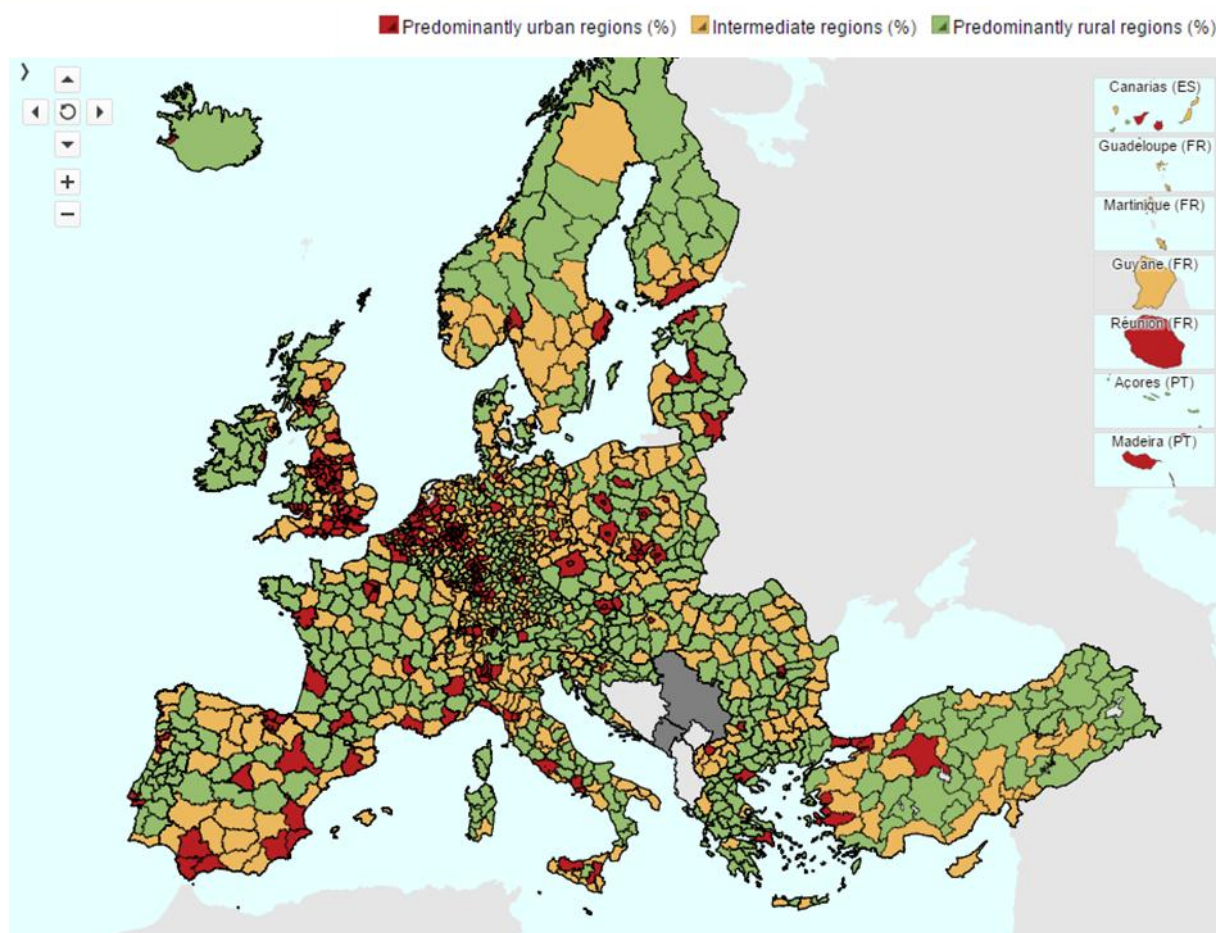 Predominantly urban regions (%) Intermediate regions (%) Predominantly rural regions (%)
Canarias (ES)
Guadeloupe (FR)
Martinique (FR)
Guyane (FR)
Réunion (FR)
Açores (PT)
Madeira (PT)